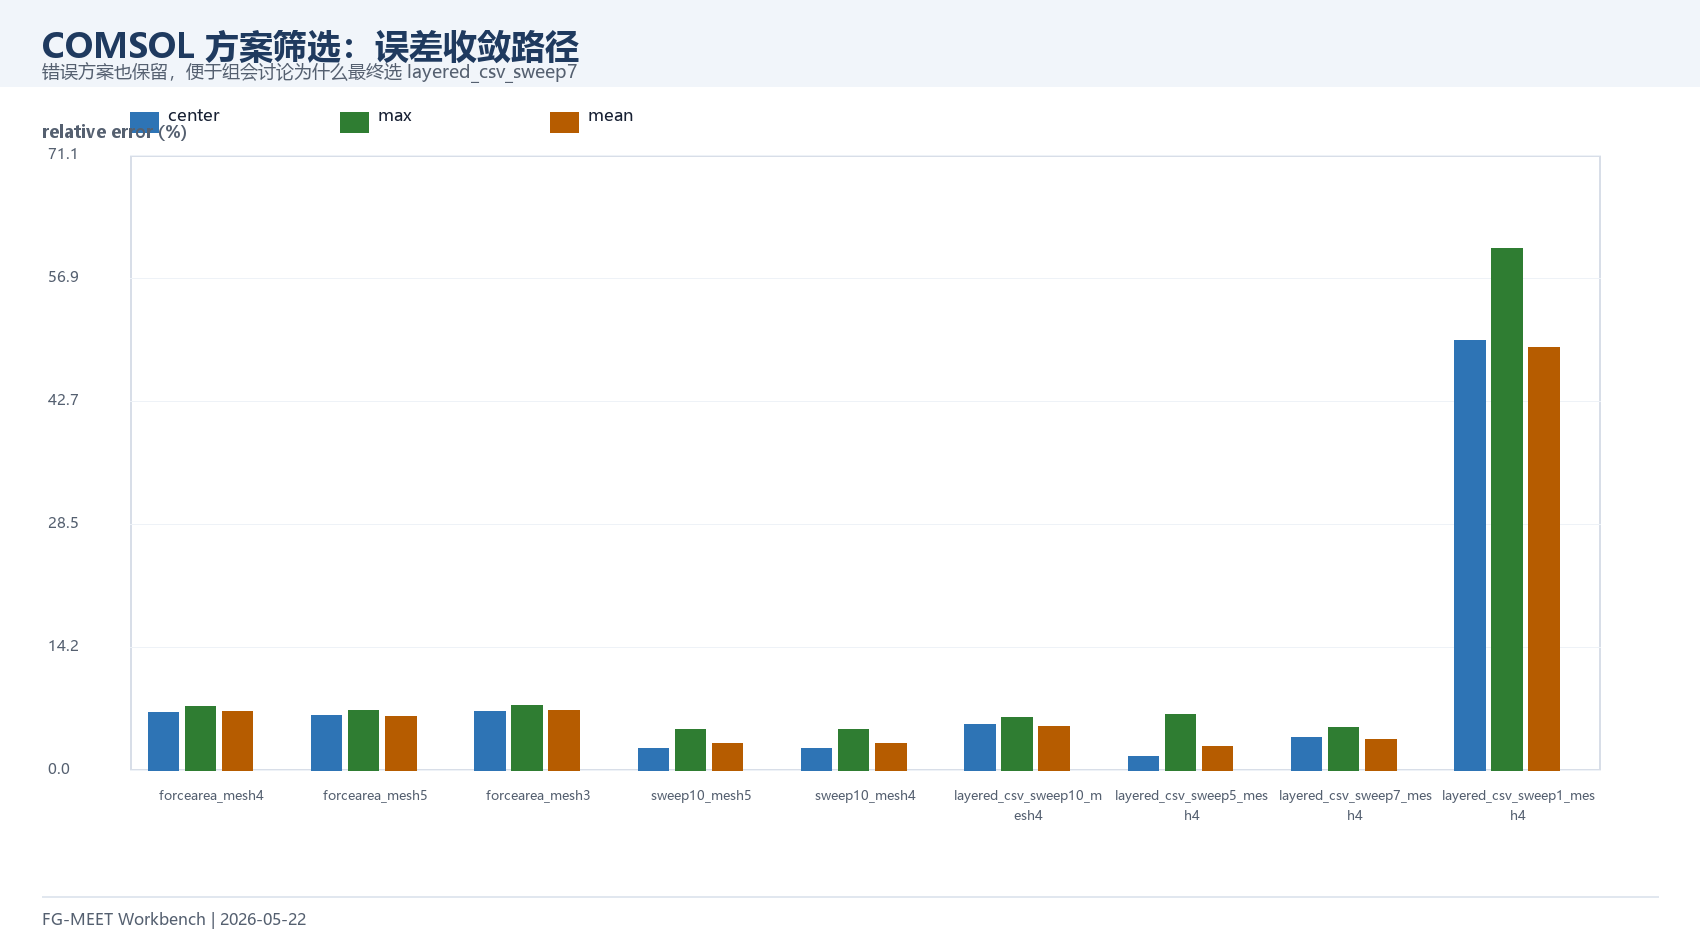 COMSOL 方案筛选：误差收敛路径
错误方案也保留，便于组会讨论为什么最终选 layered_csv_sweep7
center
max
mean
relative error (%)
71.1
56.9
42.7
28.5
14.2
0.0
forcearea_mesh4
forcearea_mesh5
forcearea_mesh3
sweep10_mesh5
sweep10_mesh4
layered_csv_sweep10_m
esh4
layered_csv_sweep5_mes
h4
layered_csv_sweep7_mes
h4
layered_csv_sweep1_mes
h4
FG-MEET Workbench | 2026-05-22